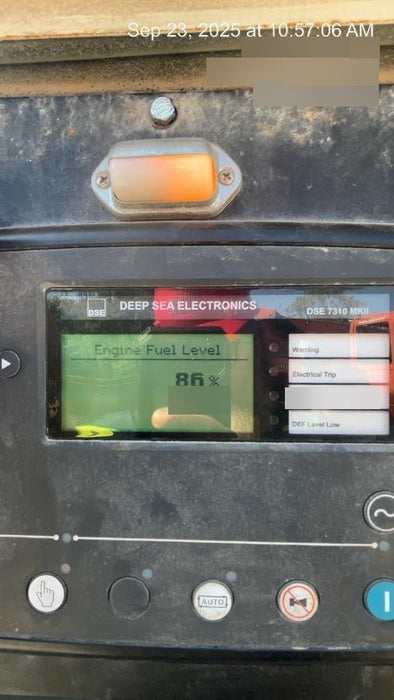 Sep 23, 2025 at 10:57:06 AM
DSE
DEEP SEA ELECTRONICS
DSE 7310 MKII
Engine Fuel Level
86 %
Warning
Electrical Trip
DEF Level Low
AUTO